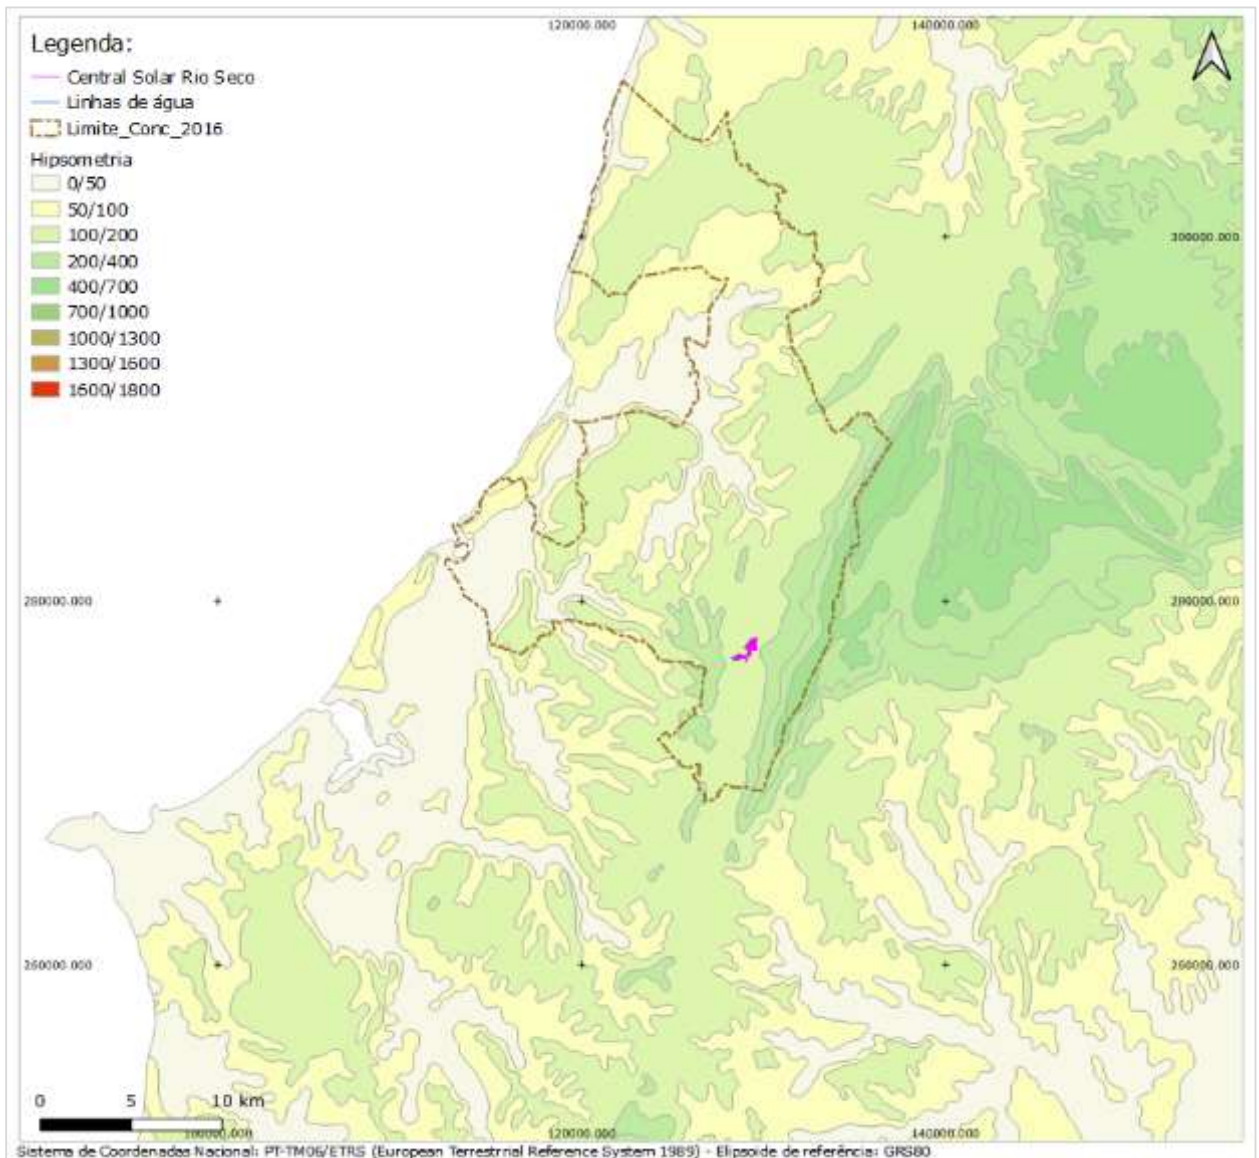 120000.000 140000.000
Legenda:
Central Solar Rio Seco
Linhas de água
Limite_Conc_2016
Hipsometria
0/50
50/100
100/200
200/400
400/700
700/1000
1000/1300
1300/1600
1600/1800
300000.000
280000.000 280000.000
260000.000 260000.000
0 5 10 km
100000.000 120000.000 140000.000
Sistema de Coordenadas Nacional: PT-TM06/ETRS (European Terrestrial Reference System 1989) - Elipsoide de referência: GRS80